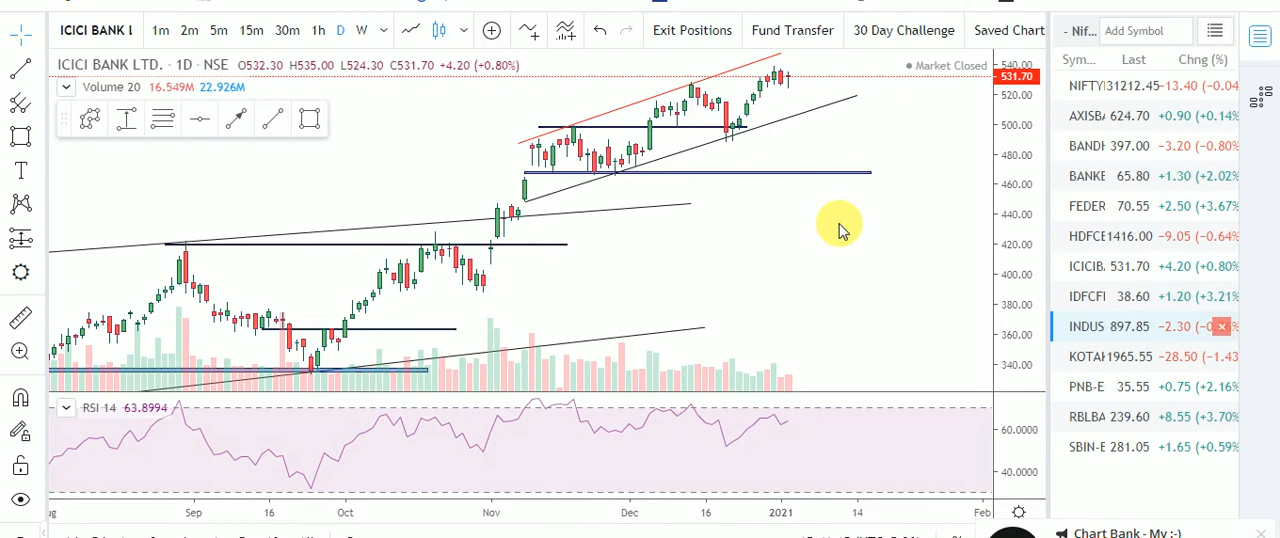 ICICI BANK L 1m 2m 5m 15m 30m 1h D W Exit Positions Fund Transfer 30 Day Challenge Saved Chart
- Nif... Add Symbol
ICICI BANK LTD. · 1D · NSE O532.30 H535.00 L524.30 C531.70 +4.20 (+0.80%) Market Closed
Volume 20 16.549M 22.926M
540.00
531.70
520.00
500.00
480.00
460.00
440.00
420.00
400.00
380.00
360.00
340.00
RSI 14 63.8994
60.0000
40.0000
Sep 16 Oct Nov Dec 16 2021 14 Feb
Sym... Last Chng (%)
NIFTY 31212.45 -13.40 (-0.04
AXISBA 624.70 +0.90 (+0.14%
BANDH 397.00 -3.20 (-0.80%
BANKE 65.80 +1.30 (+2.02%
FEDER 70.55 +2.50 (+3.67%
HDFCE 1416.00 -9.05 (-0.64%
ICICIB. 531.70 +4.20 (+0.80%
IDFCFI 38.60 +1.20 (+3.21%
INDUS 897.85 -2.30
KOTAK 1965.55 -28.50 (-1.43
PNB-E 35.55 +0.75 (+2.16%
RBLBA 239.60 +8.55 (+3.70%
SBIN-E 281.05 +1.65 (+0.59%
Chart Bank - My :-)